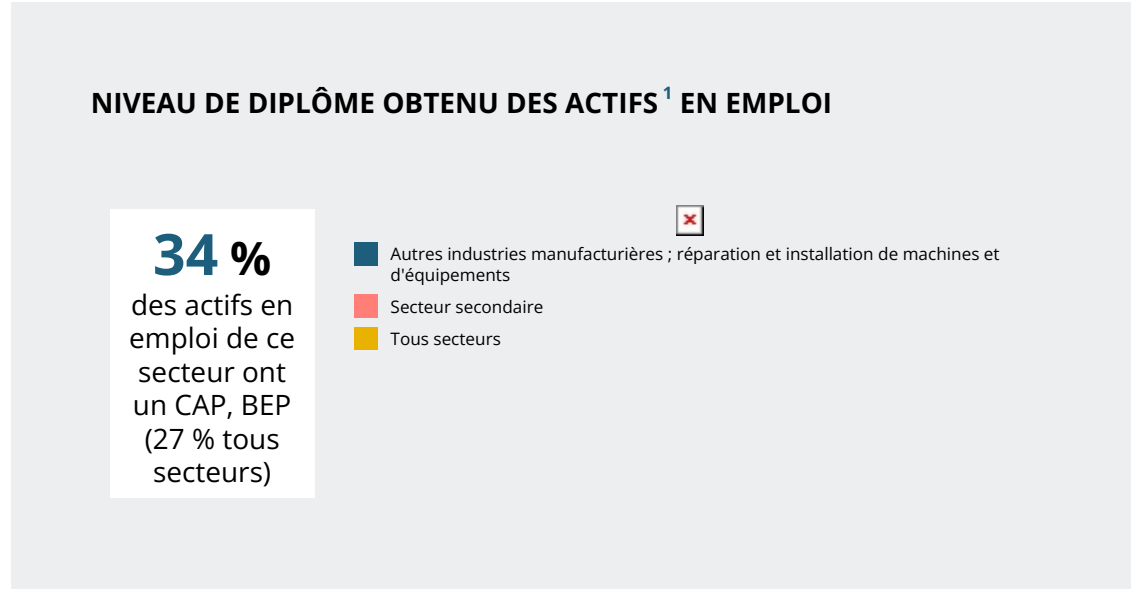 NIVEAU DE DIPLÔME OBTENU DES ACTIFS 1 EN EMPLOI
34 %
des actifs en
emploi de ce
secteur ont
un CAP, BEP
(27 % tous
secteurs)
Autres industries manufacturières ; réparation et installation de machines et
d'équipements
Secteur secondaire
Tous secteurs